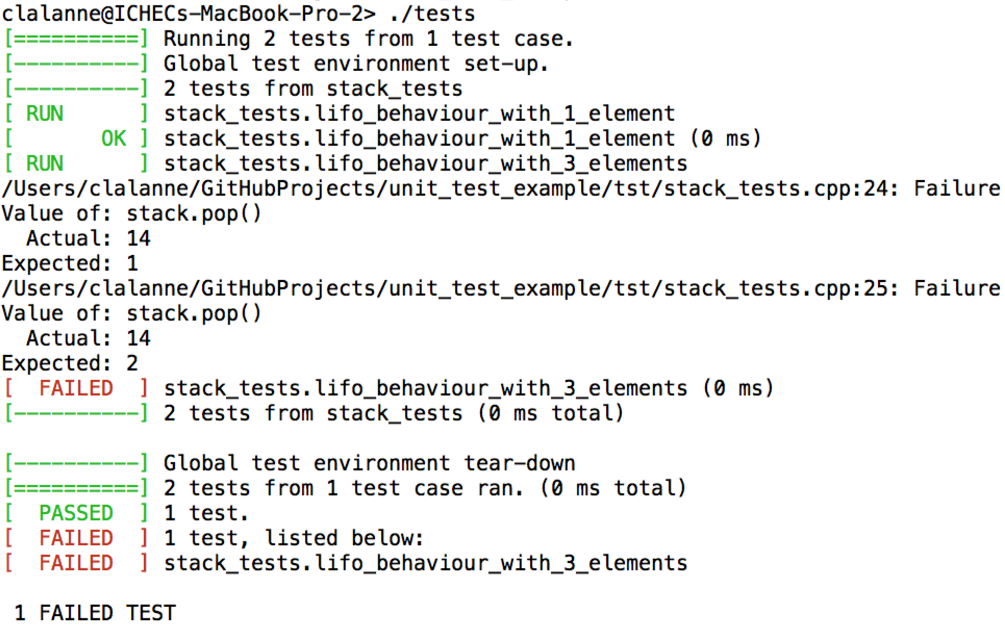 clalanne@ICHECs-MacBook-Pro-2> ./tests
[==========] Running 2 tests from 1 test case.
[----------] Global test environment set-up.
[----------] 2 tests from stack_tests
[ RUN      ] stack_tests.lifo_behaviour_with_1_element
[       OK ] stack_tests.lifo_behaviour_with_1_element (0 ms)
[ RUN      ] stack_tests.lifo_behaviour_with_3_elements
/Users/clalanne/GitHubProjects/unit_test_example/tst/stack_tests.cpp:24: Failure
Value of: stack.pop()
  Actual: 14
Expected: 1
/Users/clalanne/GitHubProjects/unit_test_example/tst/stack_tests.cpp:25: Failure
Value of: stack.pop()
  Actual: 14
Expected: 2
[  FAILED  ] stack_tests.lifo_behaviour_with_3_elements (0 ms)
[----------] 2 tests from stack_tests (0 ms total)

[----------] Global test environment tear-down
[==========] 2 tests from 1 test case ran. (0 ms total)
[  PASSED  ] 1 test.
[  FAILED  ] 1 test, listed below:
[  FAILED  ] stack_tests.lifo_behaviour_with_3_elements

 1 FAILED TEST